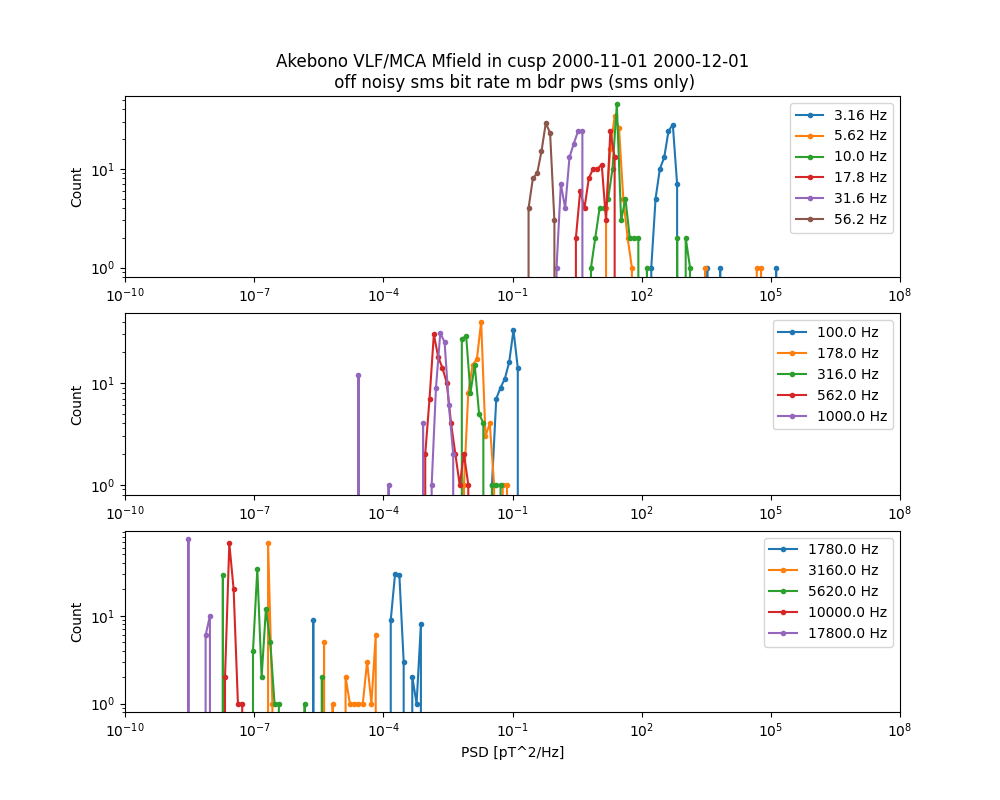 Akebono VLF/MCA Mfield in cusp 2000-11-01 2000-12-01
off noisy sms bit rate m bdr pws (sms only)
Count
10^1
10^0
3.16 Hz
5.62 Hz
10.0 Hz
17.8 Hz
31.6 Hz
56.2 Hz
10^-10
10^-7
10^-4
10^-1
10^2
10^5
10^8
Count
10^1
10^0
100.0 Hz
178.0 Hz
316.0 Hz
562.0 Hz
1000.0 Hz
10^-10
10^-7
10^-4
10^-1
10^2
10^5
10^8
Count
10^1
10^0
1780.0 Hz
3160.0 Hz
5620.0 Hz
10000.0 Hz
17800.0 Hz
10^-10
10^-7
10^-4
10^-1
10^2
10^5
10^8
PSD [pT^2/Hz]